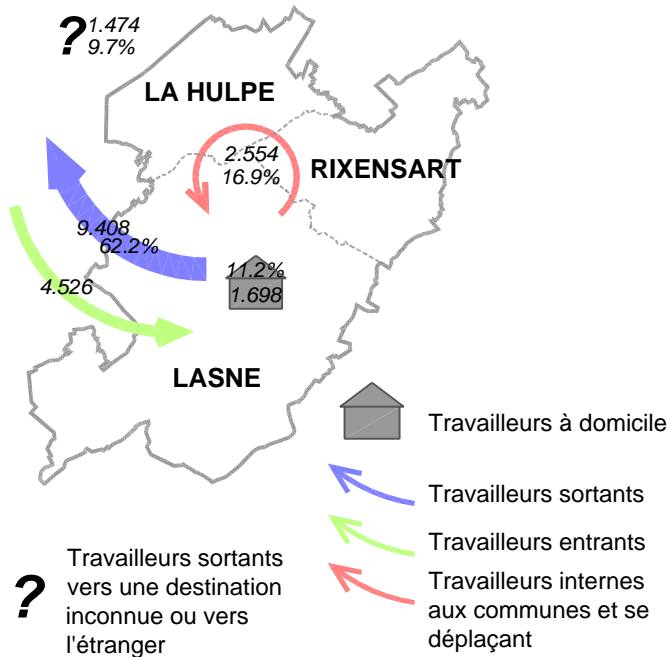 ? 1.474
9.7%
LA HULPE
2.554
16.9%
RIXENSART
9.408
62.2%
4.526
11.2%
1.698
LASNE
Travailleurs à domicile
Travailleurs sortants
Travailleurs entrants
Travailleurs internes
aux communes et se
déplaçant
? Travailleurs sortants
vers une destination
inconnue ou vers
l'étranger